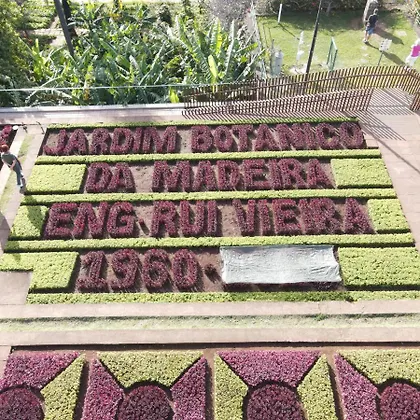 JARDIM BOTANICO
DA MADEIRA
ENG. RUI VIEIRA
1960 -